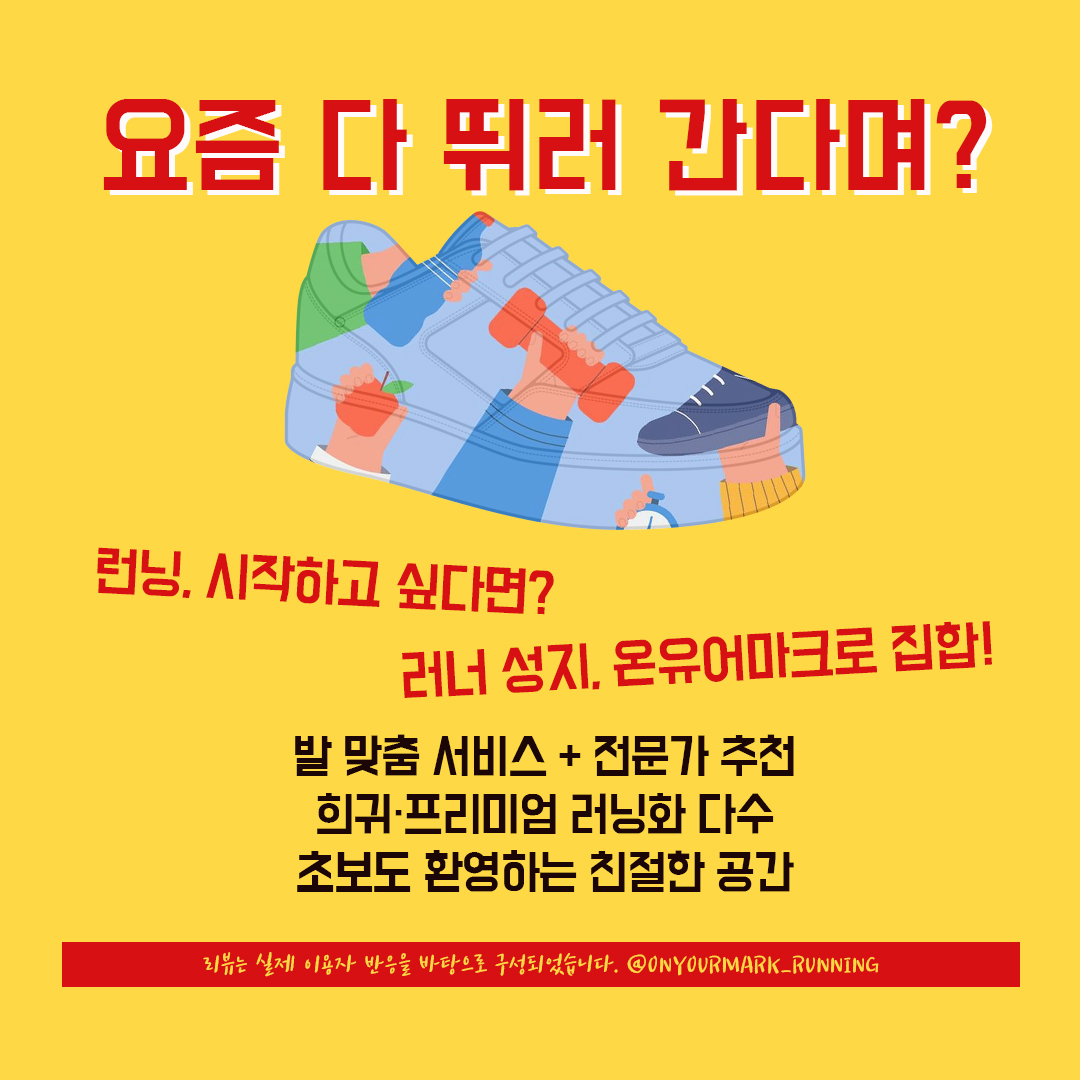 요즘 다 뛰러 간다며?
런닝, 시작하고 싶다면?
러너 성지, 온유어마크로 집합!
발 맞춤 서비스 + 전문가 추천
희귀·프리미엄 러닝화 다수
초보도 환영하는 친절한 공간
리뷰는 실제 이용자 반응을 바탕으로 구성되었습니다. @ONYOURMARK_RUNNING